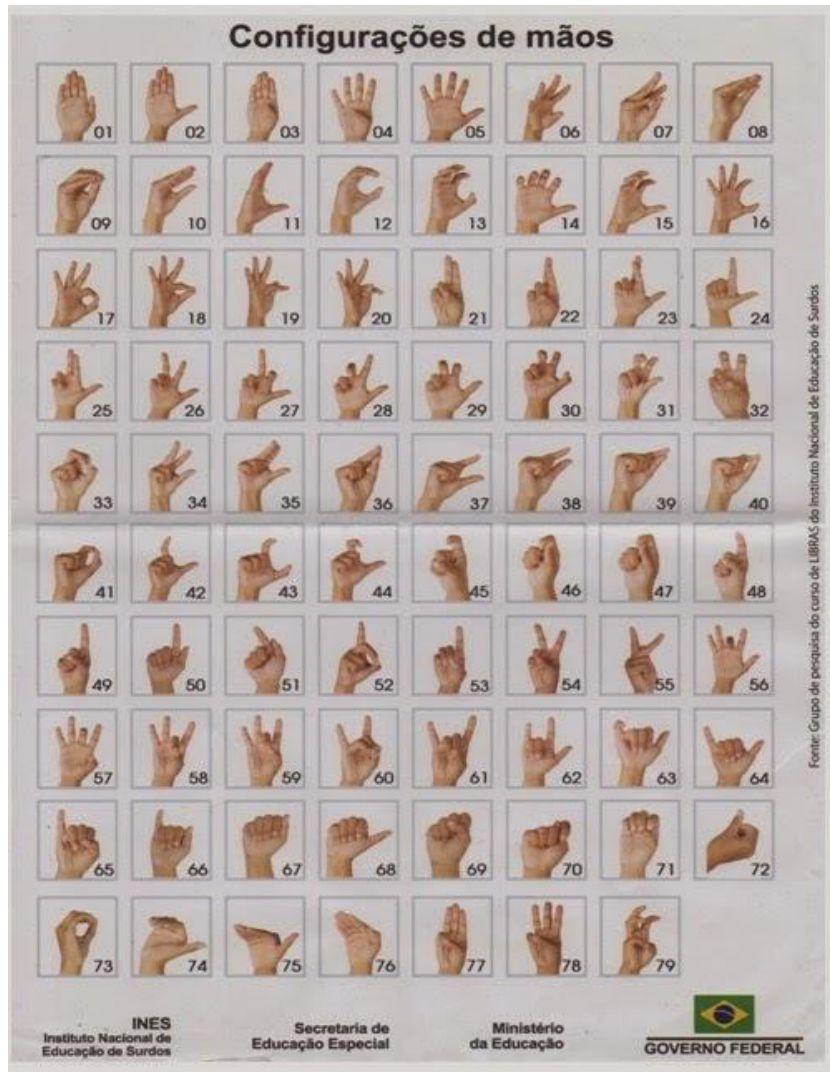 Configurações de mãos
01 02 03 04 05 06 07 08
09 10 11 12 13 14 15 16
17 18 19 20 21 22 23 24
25 26 27 28 29 30 31 32
33 34 35 36 37 38 39 40
41 42 43 44 45 46 47 48
49 50 51 52 53 54 55 56
57 58 59 60 61 62 63 64
65 66 67 68 69 70 71 72
73 74 75 76 77 78 79
Fonte: Grupo de pesquisa do curso de LIBRAS do Instituto Nacional de Educação de Surdos
INES
Instituto Nacional de
Educação de Surdos
Secretaria de
Educação Especial
Ministério
da Educação
GOVERNO FEDERAL